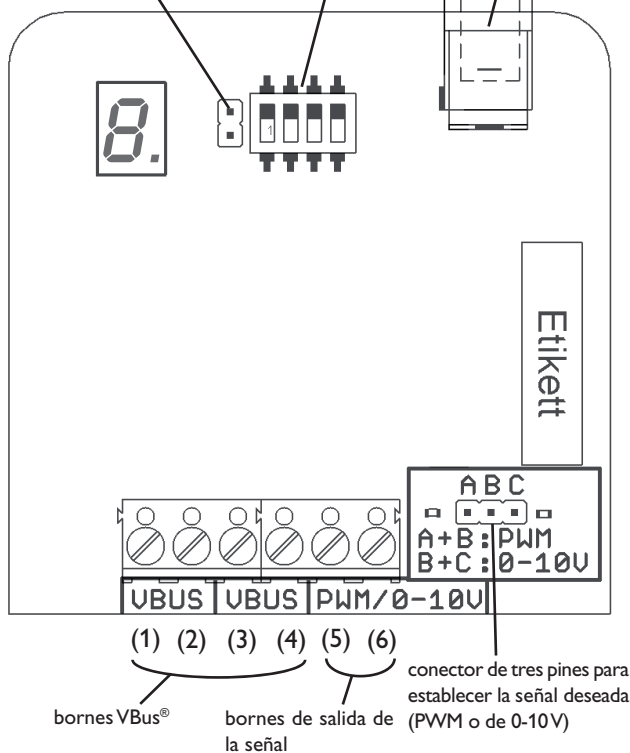 8.
1
Etikett
A B C
A+B:PWM
B+C:0-10V
VBUS VBUS PWM/0-10V
(1) (2) (3) (4) (5) (6)
bornes VBus®
bornes de salida de
la señal
conector de tres pines para
establecer la señal deseada
(PWM o de 0-10 V)